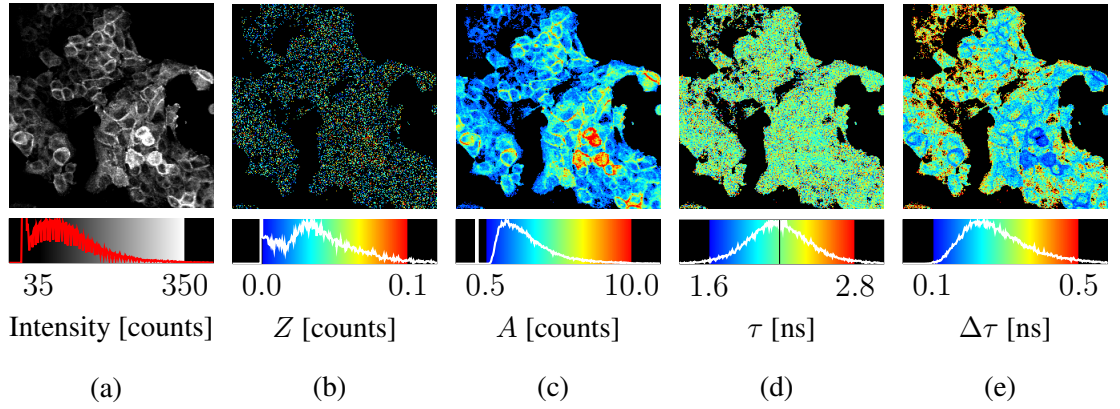 35 350 0.0 0.1 0.5 10.0 1.6 2.8 0.1 0.5
Intensity [counts] Z [counts] A [counts] τ [ns] Δτ [ns]
(a) (b) (c) (d) (e)